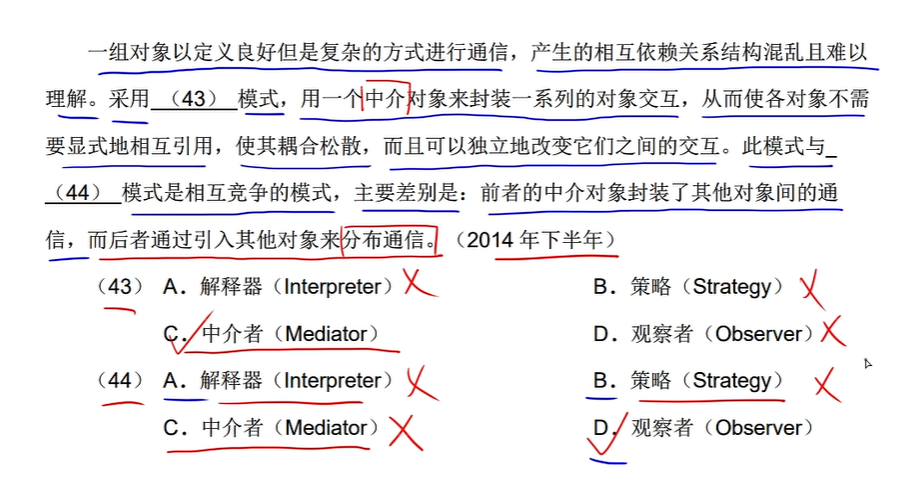 一组对象以定义良好但是复杂的方式进行通信，产生的相互依赖关系结构混乱且难以
理解。采用 （43） 模式，用一个中介对象来封装一系列的对象交互，从而使各对象不需
要显式地相互引用，使其耦合松散，而且可以独立地改变它们之间的交互。此模式与
（44） 模式是相互竞争的模式，主要差别是：前者的中介对象封装了其他对象间的通
信，而后者通过引入其他对象来分布通信。（2014 年下半年）
（43） A．解释器（Interpreter） B．策略（Strategy）
C．中介者（Mediator） D．观察者（Observer）
（44） A．解释器（Interpreter） B．策略（Strategy）
C．中介者（Mediator） D．观察者（Observer）